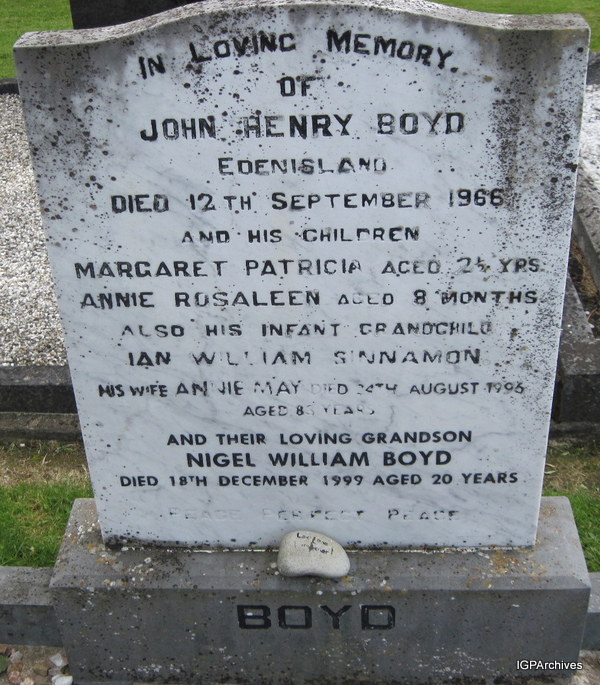 IN LOVING MEMORY
OF
JOHN HENRY BOYD
EDENISLAND
DIED 12TH SEPTEMBER 1966
AND HIS CHILDREN
MARGARET PATRICIA AGED 2½ YRS.
ANNIE ROSALEEN AGED 8 MONTHS
ALSO HIS INFANT GRANDCHILD
IAN WILLIAM SINNAMON
HIS WIFE ANNIE MAY DIED 24TH AUGUST 1996
AGED YEARS
AND THEIR LOVING GRANDSON
NIGEL WILLIAM BOYD
DIED 18TH DECEMBER 1999 AGED 20 YEARS
PEACE PERFECT PEACE
BOYD
IGPArchives